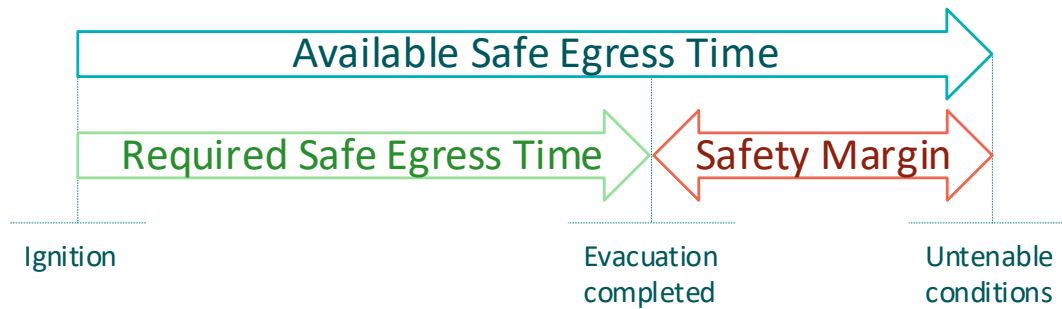 Available Safe Egress Time
Required Safe Egress Time
Safety Margin
Ignition
Evacuation
completed
Untenable
conditions